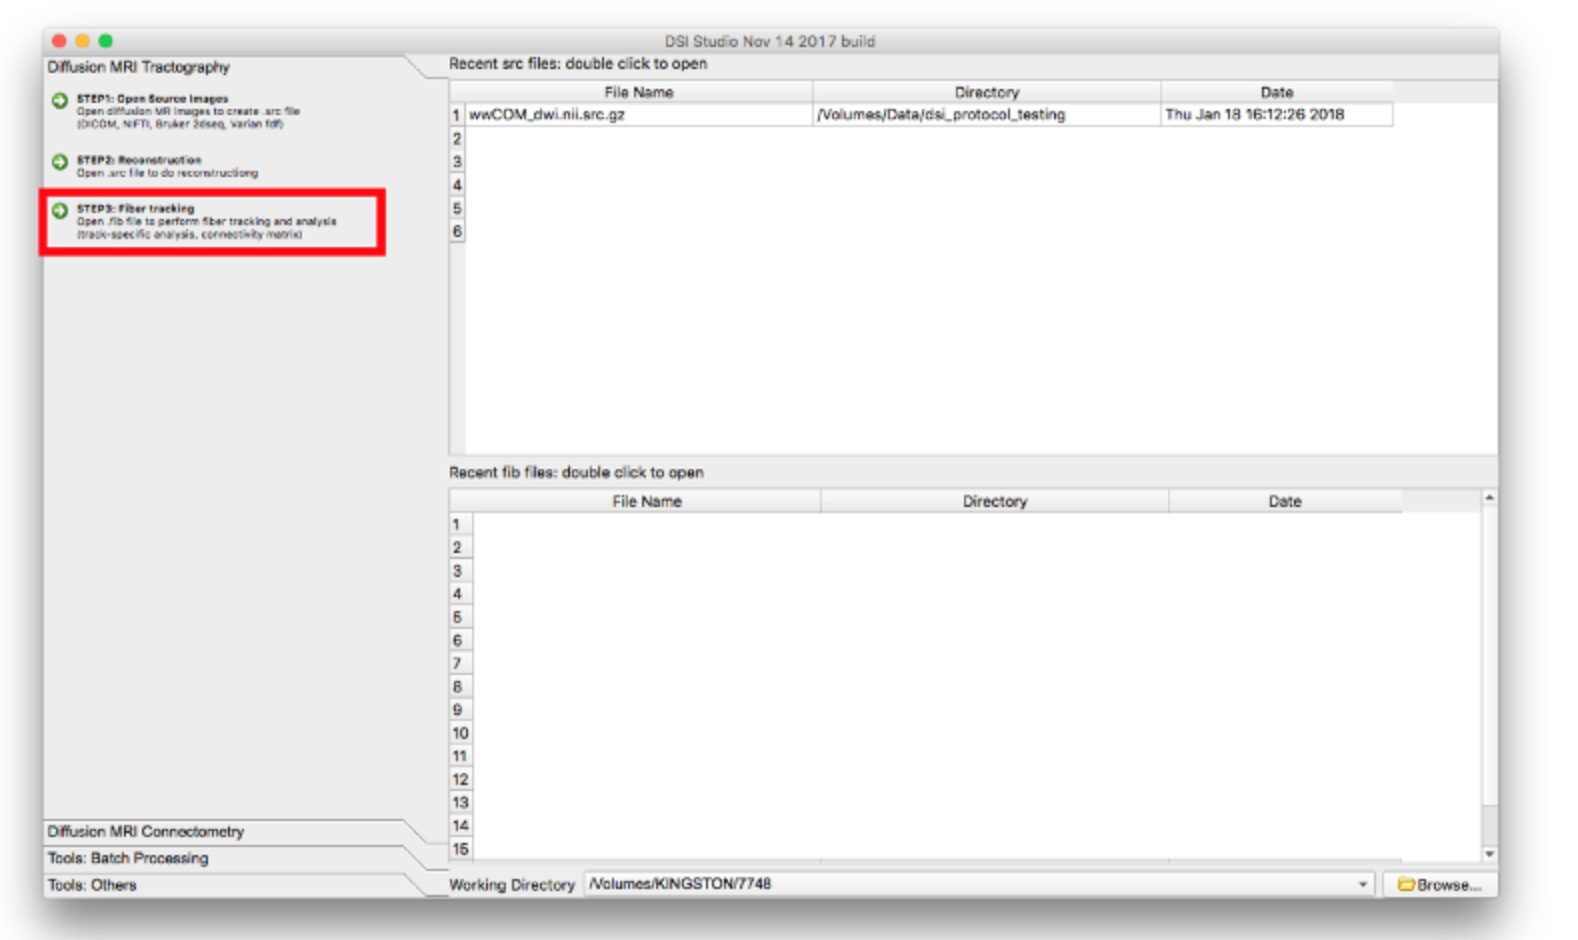 DSI Studio Nov 14 2017 build
Diffusion MRI Tractography
STEP1: Open Source Images
Open diffusion MR images to create .src file
(DICOM, NIFTI, Bruker 2dseq, Varian fdf)
STEP2: Reconstruction
Open .src file to do reconstructiong
STEP3: Fiber tracking
Open .fib file to perform fiber tracking and analysis
(track-specific analysis, connectivity matrix)
Diffusion MRI Connectometry
Tools: Batch Processing
Tools: Others
Recent src files: double click to open
File Name Directory Date
1 wwCOM_dwi.nii.src.gz /Volumes/Data/dsi_protocol_testing Thu Jan 18 16:12:26 2018
2
3
4
5
6
Recent fib files: double click to open
File Name Directory Date
1
2
3
4
5
6
7
8
9
10
11
12
13
14
15
Working Directory /Volumes/KINGSTON/7748 Browse...